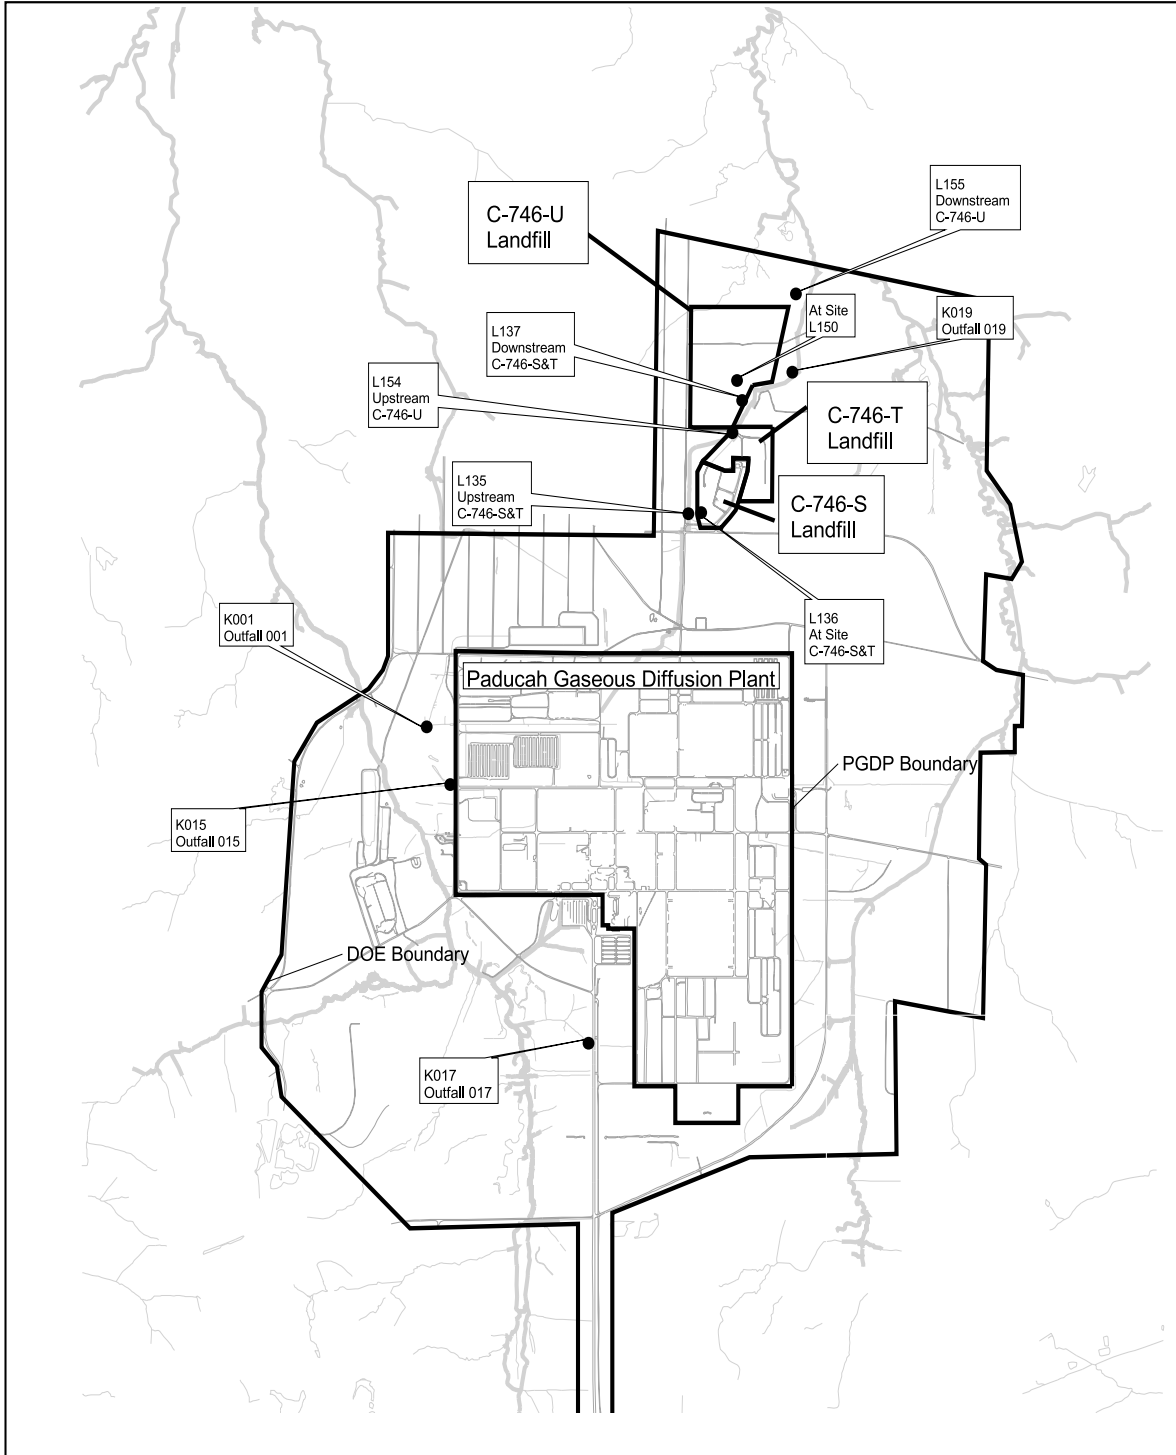 L155
Downstream
C-746-U
C-746-U
Landfill
At Site
L150
K019
Outfall 019
L137
Downstream
C-746-S&T
L154
Upstream
C-746-U
C-746-T
Landfill
L135
Upstream
C-746-S&T
C-746-S
Landfill
K001
Outfall 001
L136
At Site
C-746-S&T
Paducah Gaseous Diffusion Plant
PGDP Boundary
K015
Outfall 015
DOE Boundary
K017
Outfall 017